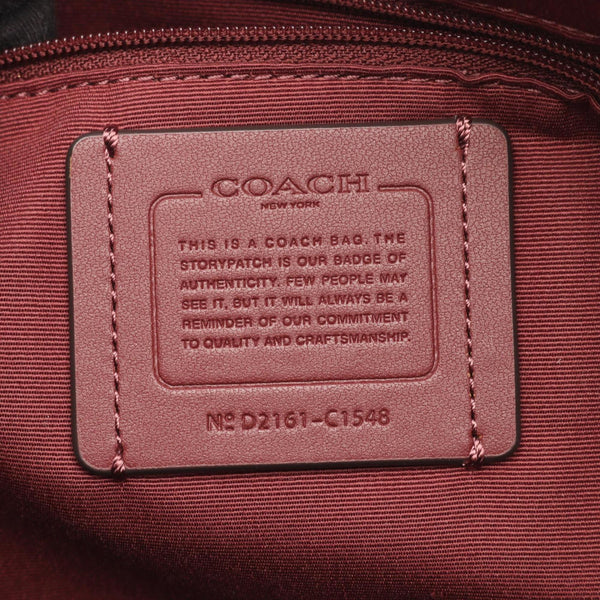 COACH
NEW YORK
THIS IS A COACH BAG. THE
STORYPATCH IS OUR BADGE OF
AUTHENTICITY. FEW PEOPLE MAY
SEE IT, BUT IT WILL ALWAYS BE A
REMINDER OF OUR COMMITMENT
TO QUALITY AND CRAFTSMANSHIP.
Nº D2161-C1548